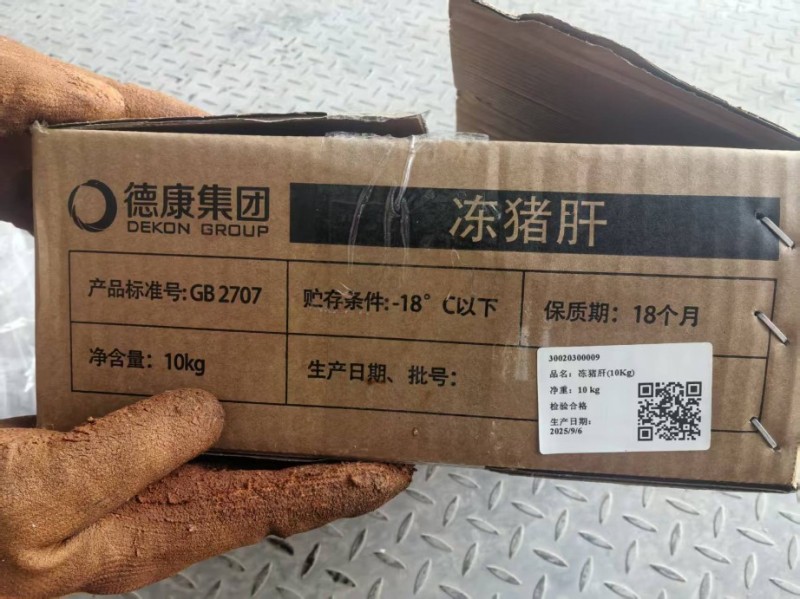 德康集团
DEKON GROUP
冻猪肝
产品标准号: GB 2707
贮存条件: -18°C以下
保质期: 18个月
净含量: 10kg
生产日期、批号:
30020300009
品名: 冻猪肝(10Kg)
净重: 10 kg
检验合格
生产日期:
2025/9/6